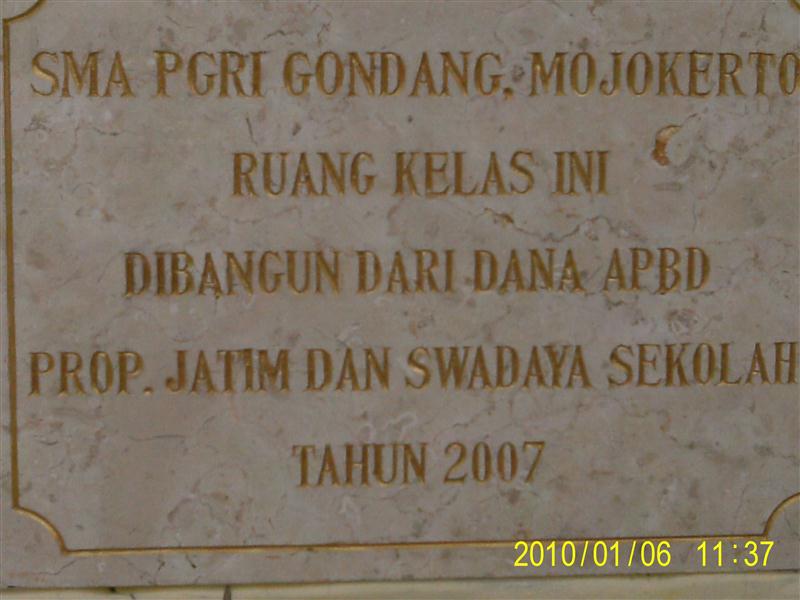 SMA PGRI GONDANG, MOJOKERTO
RUANG KELAS INI
DIBANGUN DARI DANA APBD
PROP. JATIM DAN SWADAYA SEKOLAH
TAHUN 2007
2010/01/06 11:37